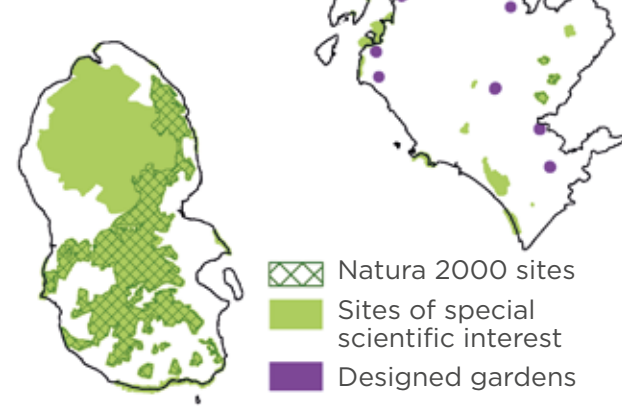 Natura 2000 sites
Sites of special
scientific interest
Designed gardens